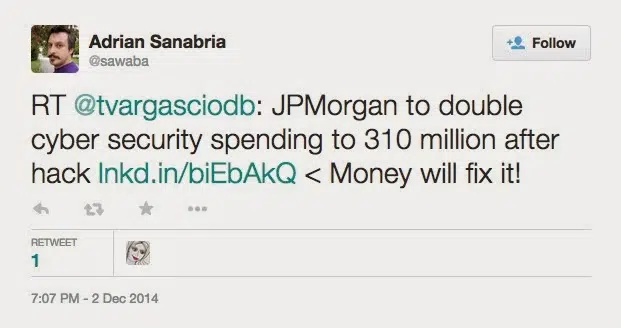 Adrian Sanabria
@sawaba
Follow
RT @tvargasciodb: JPMorgan to double
cyber security spending to 310 million after
hack lnkd.in/biEbAkQ < Money will fix it!
RETWEET
1
7:07 PM - 2 Dec 2014